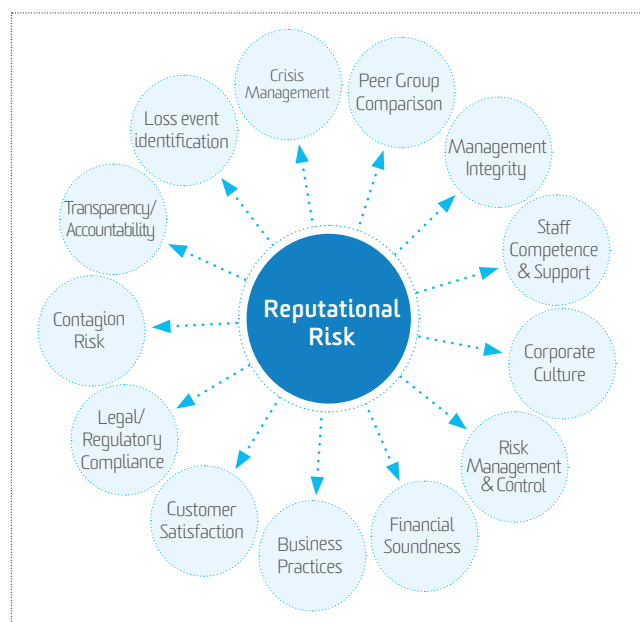 Crisis
Management
Peer Group
Comparison
Management
Integrity
Staff
Competence
& Support
Corporate
Culture
Risk
Management
& Control
Financial
Soundness
Business
Practices
Customer
Satisfaction
Legal/
Regulatory
Compliance
Contagion
Risk
Transparency/
Accountability
Loss event
identification
Reputational
Risk